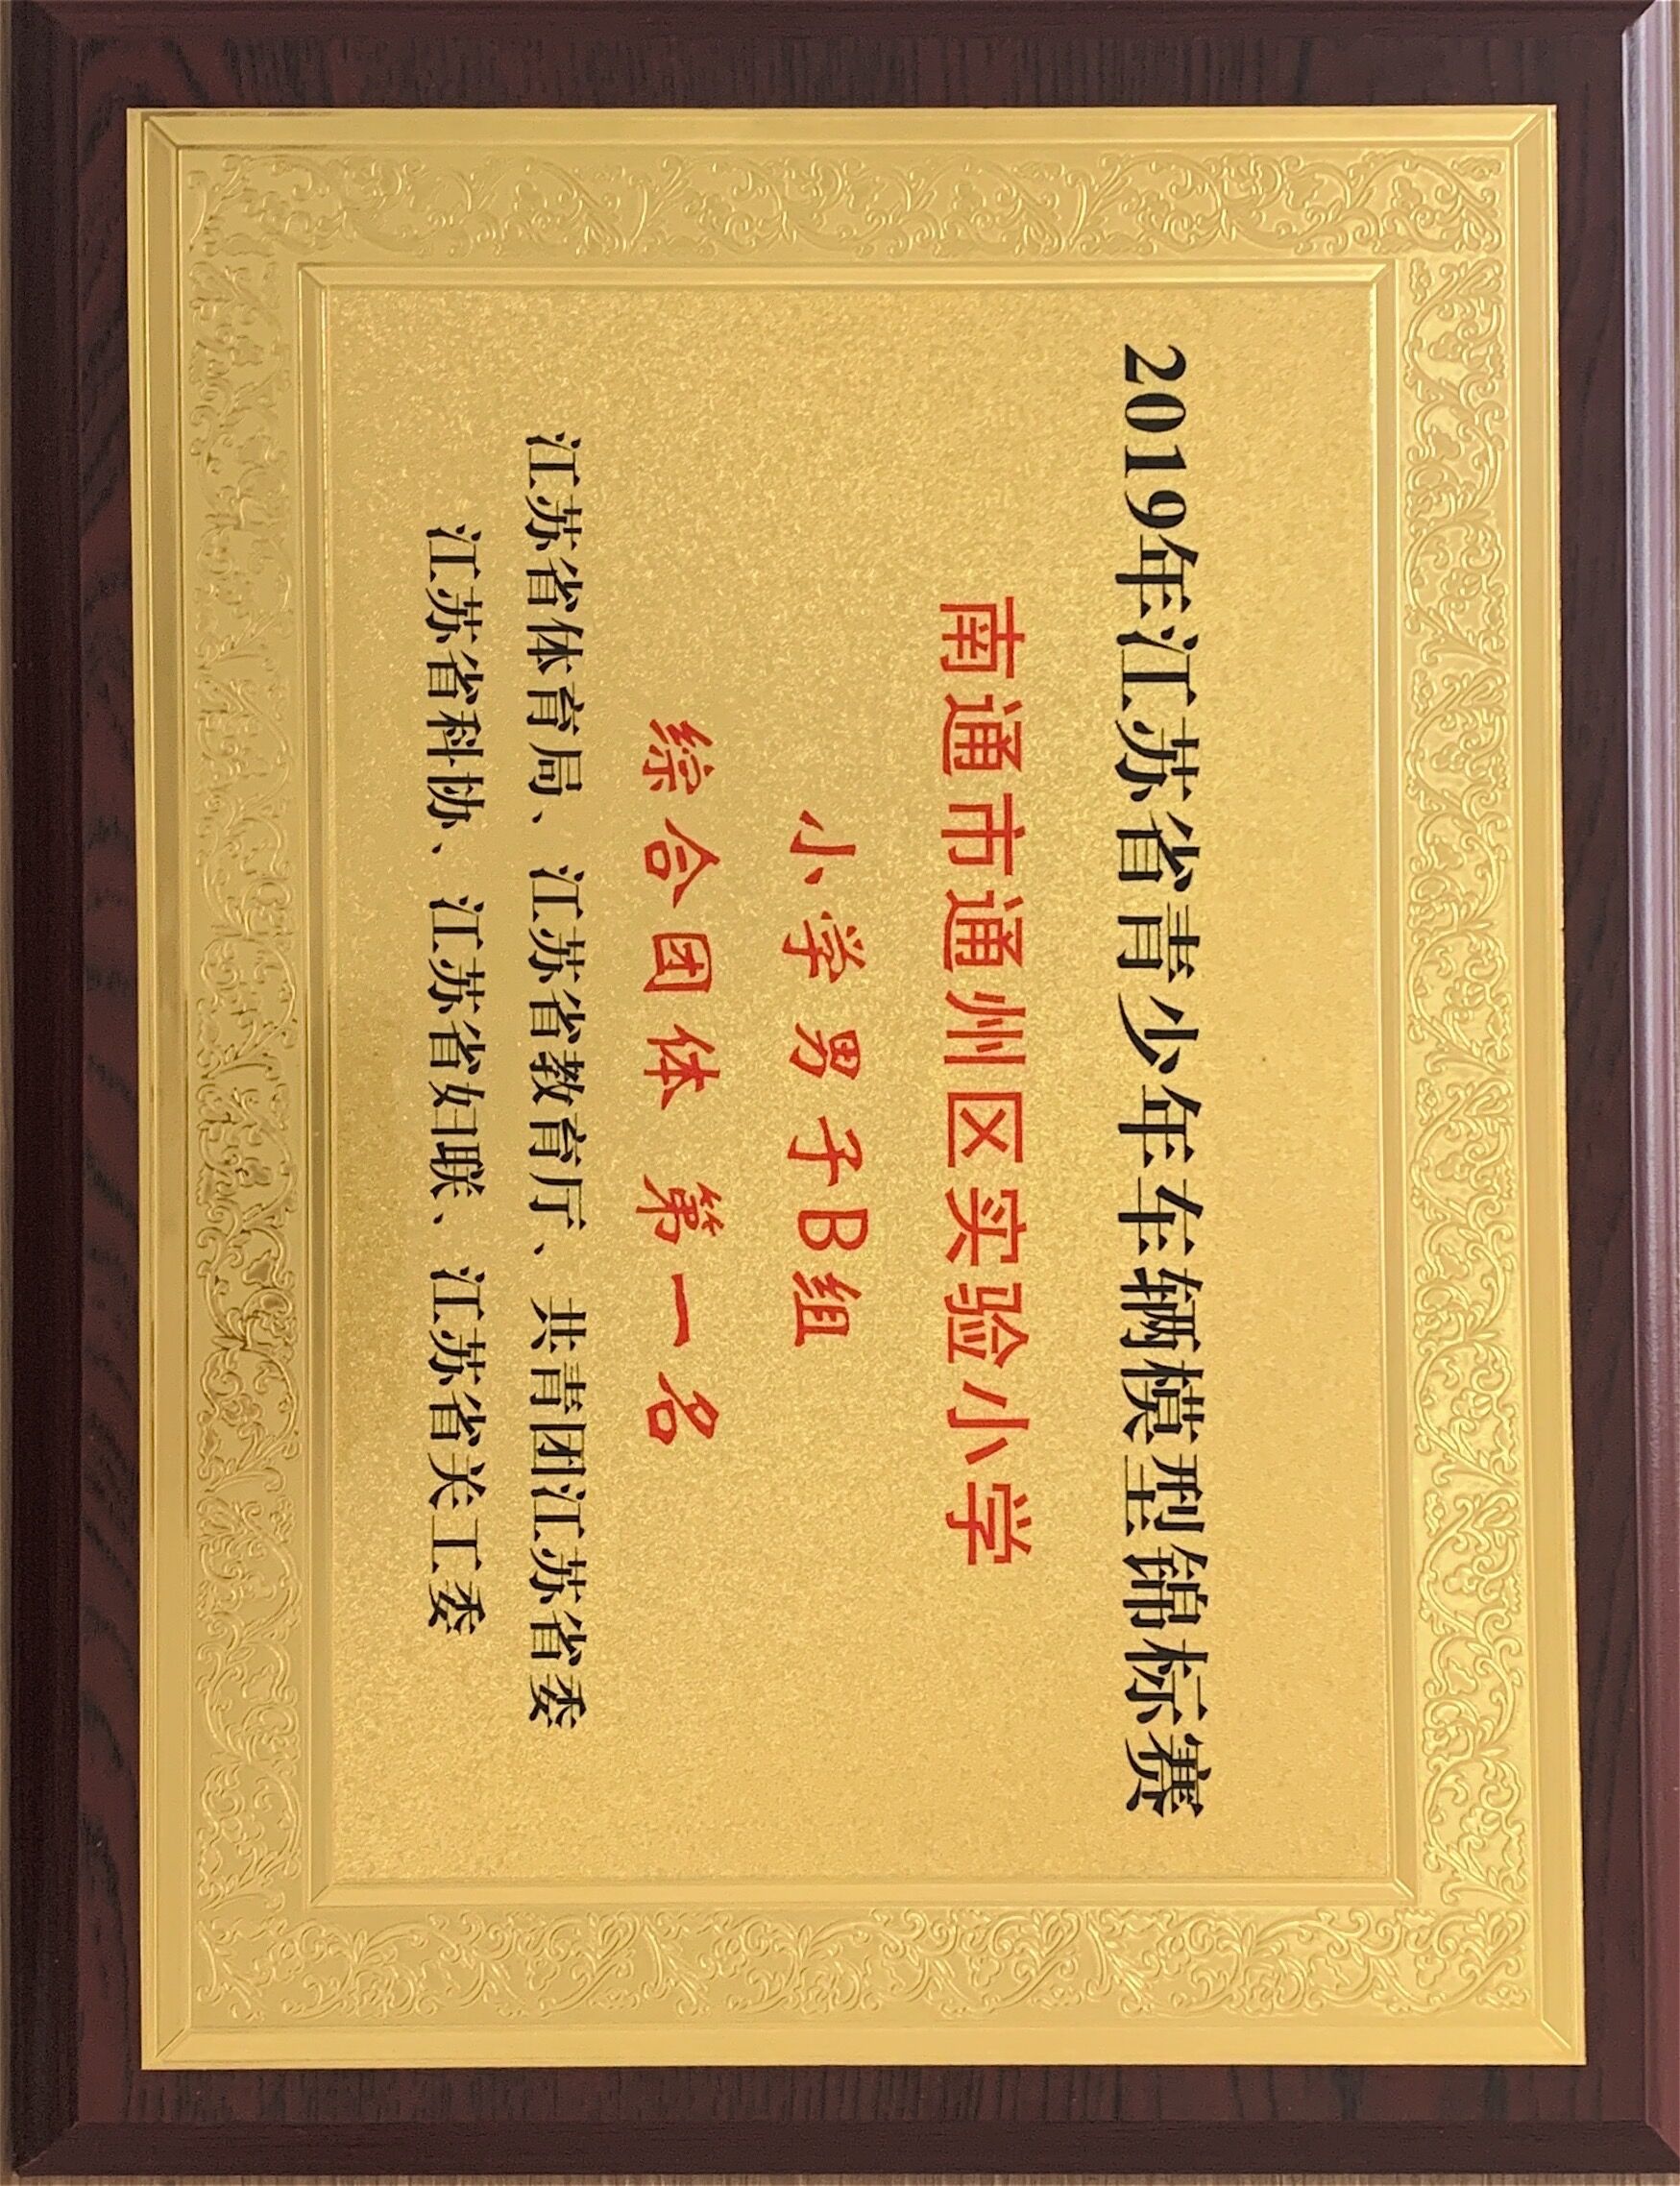 2019年江苏省青少年车辆模型锦标赛
南通市通州区实验小学
小学男子B组
综合团体 第一名
江苏省体育局、江苏省教育厅、共青团江苏省委
江苏省科协、江苏省妇联、江苏省关工委